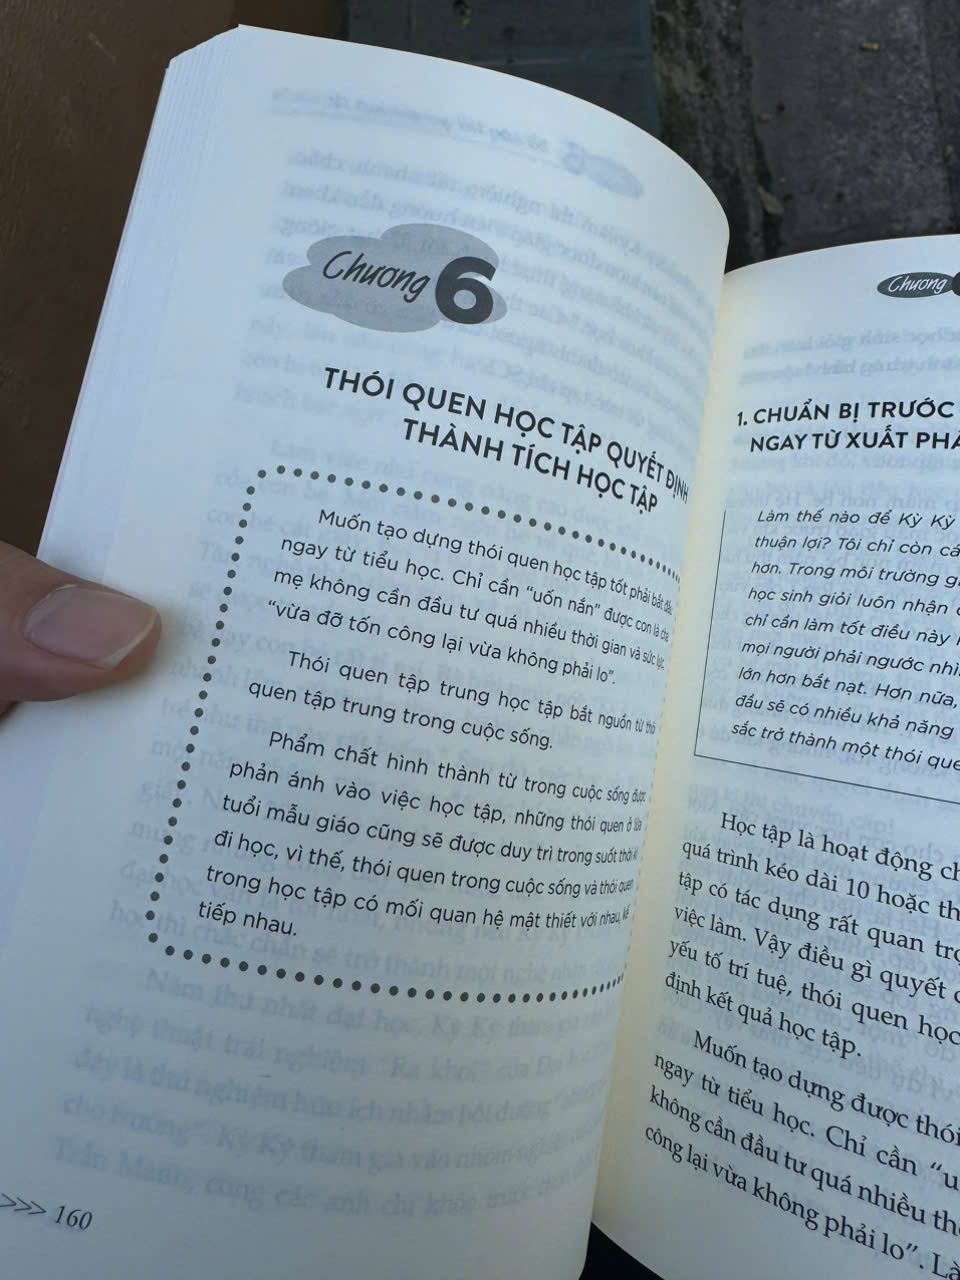 Chương 6
THÓI QUEN HỌC TẬP QUYẾT ĐỊNH
THÀNH TÍCH HỌC TẬP
Muốn tạo dựng thói quen học tập tốt phải bắt đầu
ngay từ tiểu học. Chỉ cần “uốn nắn” được con là cha
mẹ không cần đầu tư quá nhiều thời gian và sức lực,
“vừa đỡ tốn công lại vừa không phải lo”.
Thói quen tập trung học tập bắt nguồn từ thói
quen tập trung trong cuộc sống.
Phẩm chất hình thành từ trong cuộc sống được
phản ánh vào việc học tập, những thói quen ở lứa
tuổi mẫu giáo cũng sẽ được duy trì trong suốt thời kì
đi học, vì thế, thói quen trong cuộc sống và thói quen
trong học tập có mối quan hệ mật thiết với nhau, kế
tiếp nhau.
>>> 160
Chương
1. CHUẨN BỊ TRƯỚC
NGAY TỪ XUẤT PHÁ
Làm thế nào để Kỳ Kỳ
thuận lợi? Tôi chỉ còn cá
hơn. Trong môi trường gi
học sinh giỏi luôn nhận
chỉ cần làm tốt điều này
mọi người phải ngước nhì
lớn hơn bắt nạt. Hơn nữa,
đầu sẽ có nhiều khả năng
sắc trở thành một thói que
Học tập là hoạt động ch
quá trình kéo dài 10 hoặc th
tập có tác dụng rất quan trọ
việc làm. Vậy điều gì quyết
yếu tố trí tuệ, thói quen học
định kết quả học tập.
Muốn tạo dựng được thói
ngay từ tiểu học. Chỉ cần “u
không cần đầu tư quá nhiều th
công lại vừa không phải lo”. Là